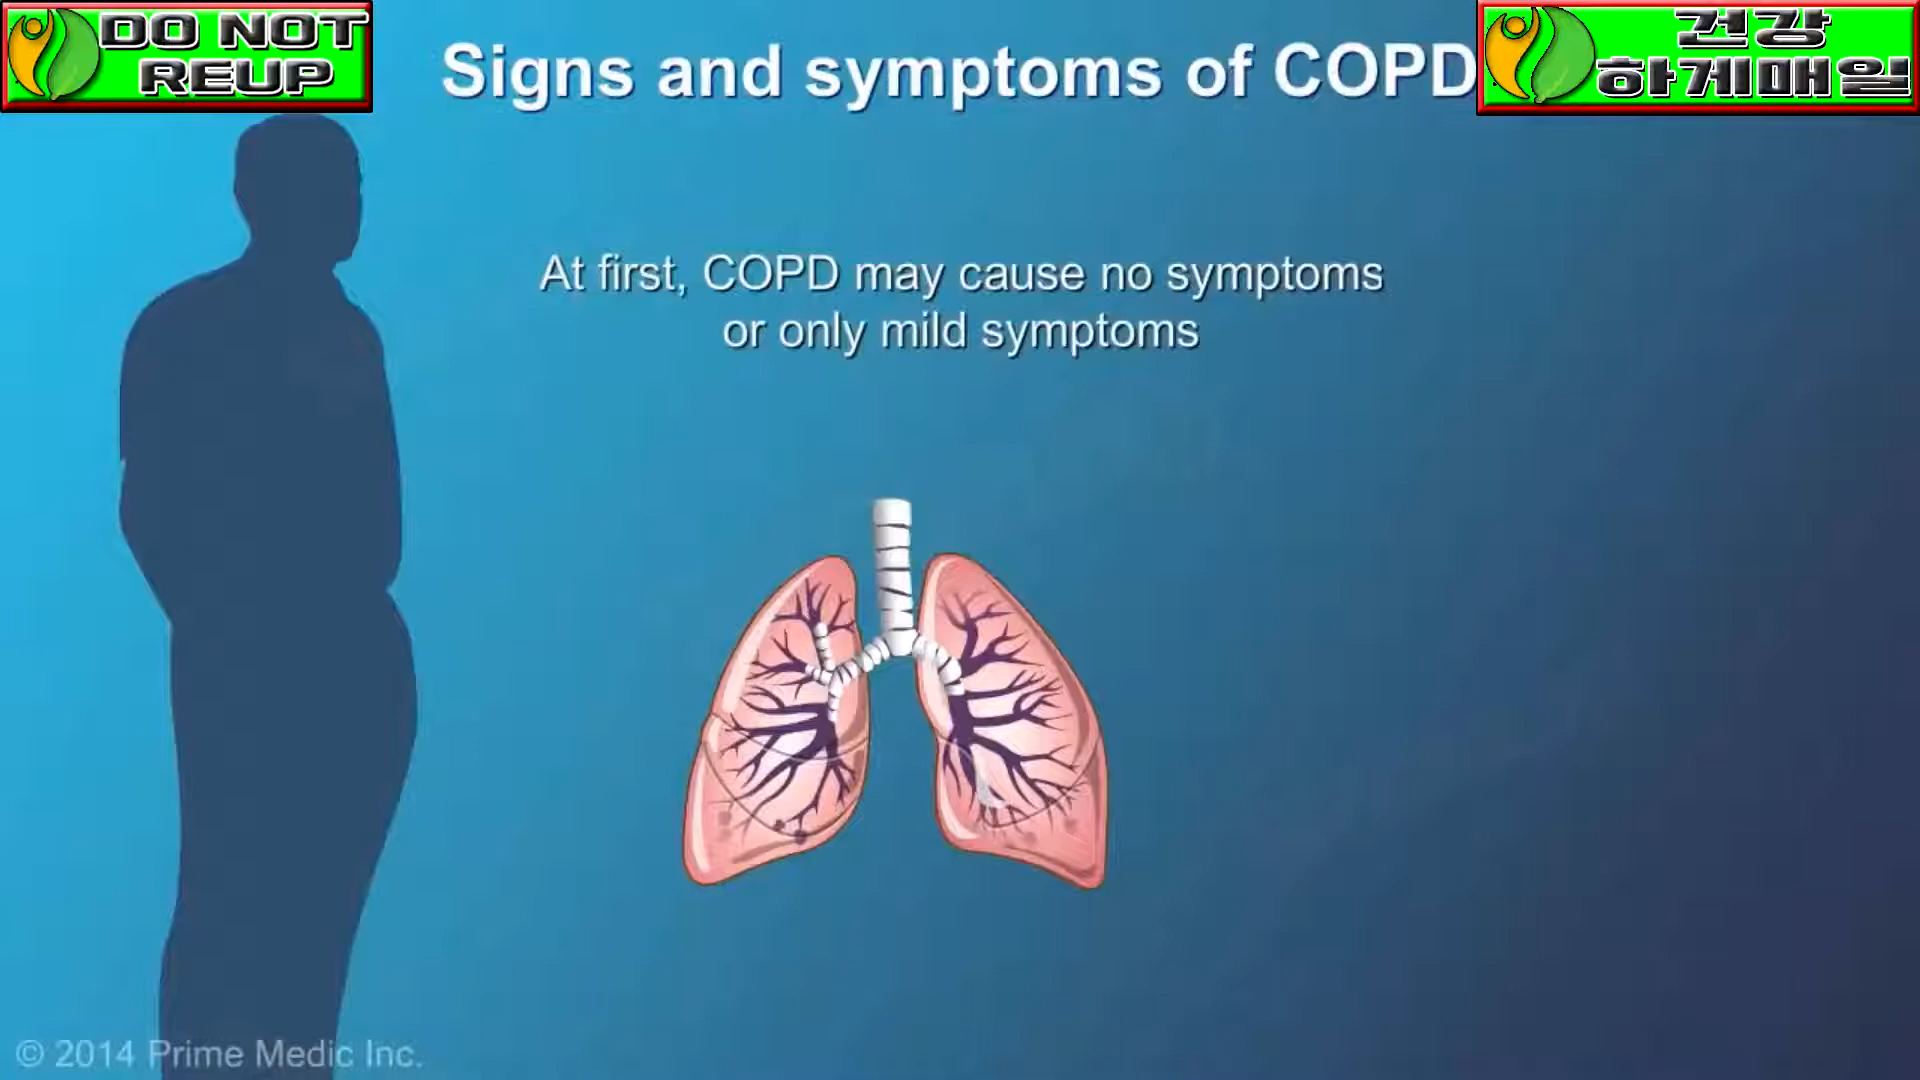 DO NOT
REUP
Signs and symptoms of COPD
건강
하게매일
At first, COPD may cause no symptoms
or only mild symptoms
© 2014 Prime Medic Inc.